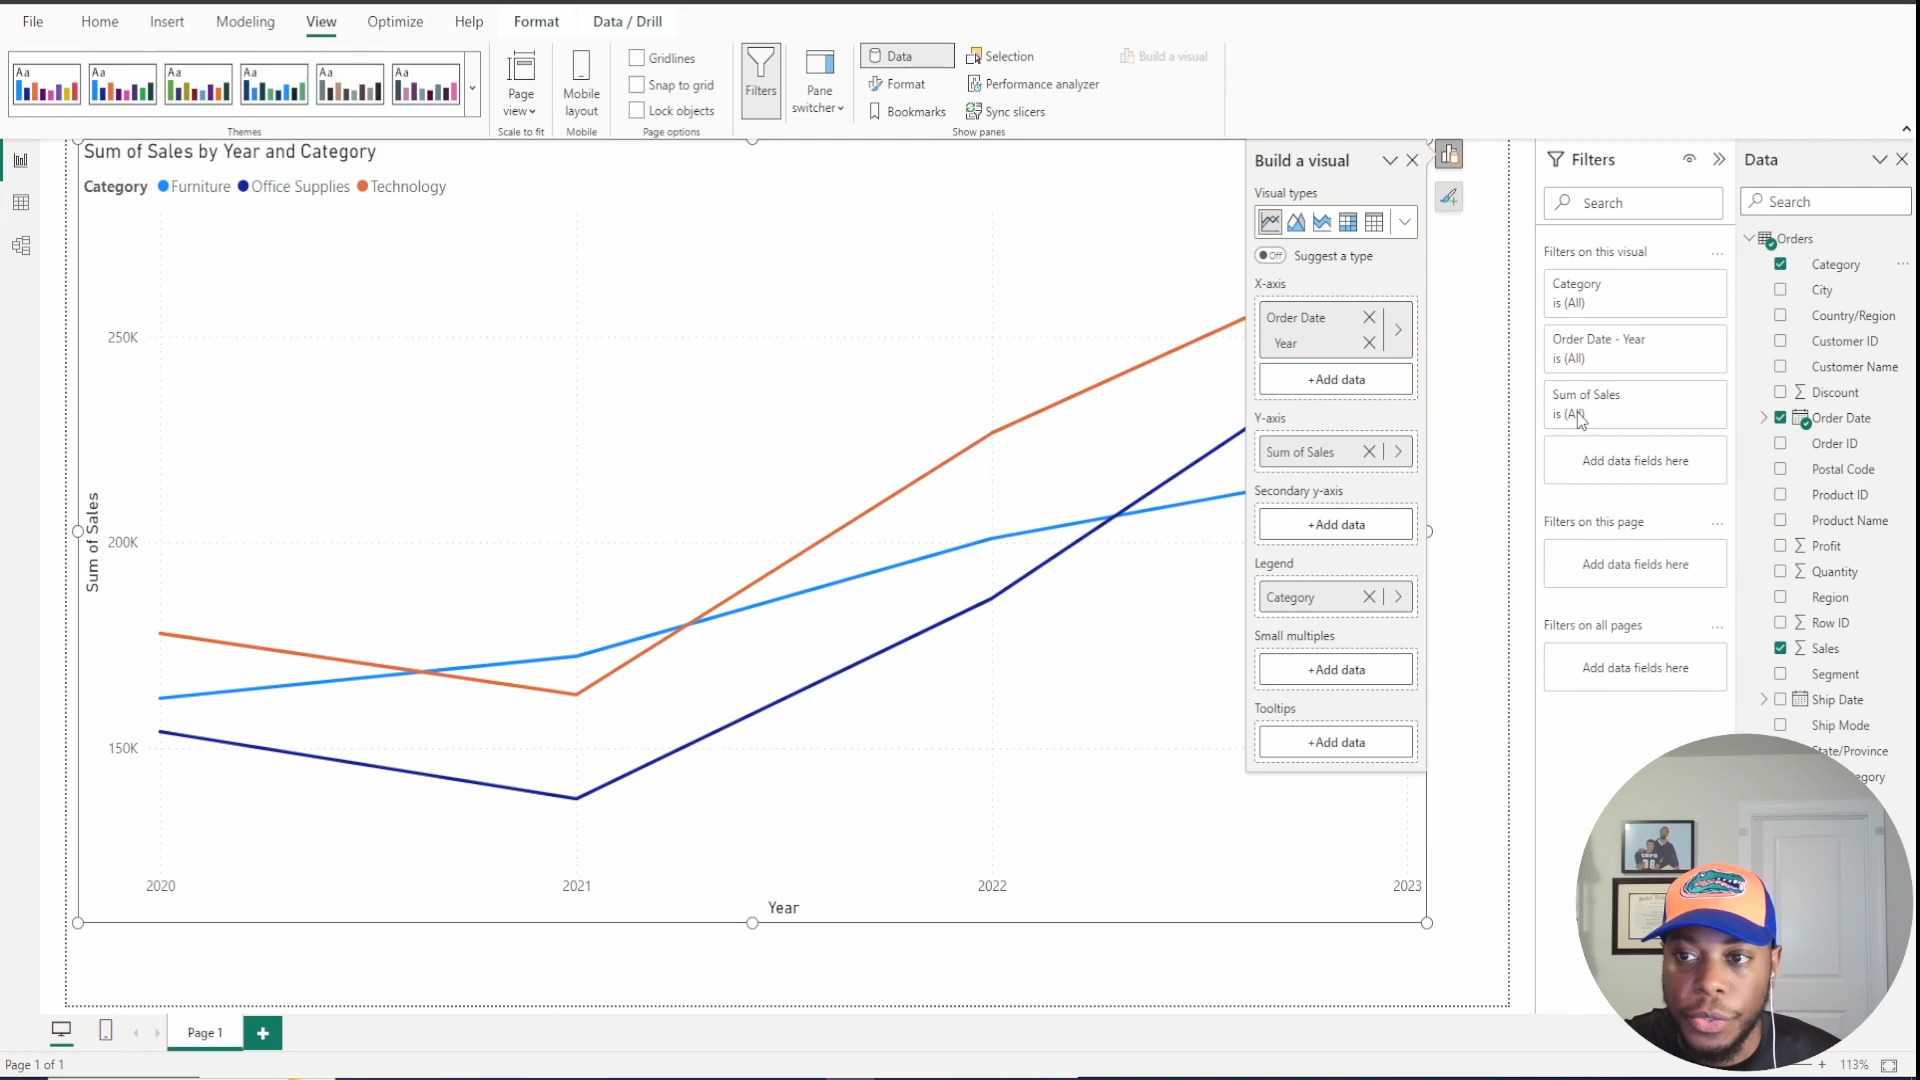 File Home Insert Modeling View Optimize Help Format Data / Drill
Aa Aa Aa Aa Aa Aa
Themes
Page view
Scale to fit
Mobile layout
Mobile
Gridlines
Snap to grid
Lock objects
Page options
Filters
Pane switcher
Data
Format
Bookmarks
Selection
Performance analyzer
Sync slicers
Show panes
Build a visual
Sum of Sales by Year and Category
Category Furniture Office Supplies Technology
250K
200K
150K
Sum of Sales
2020 2021 2022 2023
Year
Build a visual
Visual types
Off Suggest a type
X-axis
Order Date
Year
+Add data
Y-axis
Sum of Sales
Secondary y-axis
+Add data
Legend
Category
Small multiples
+Add data
Tooltips
+Add data
Filters
Search
Filters on this visual
Category
is (All)
Order Date - Year
is (All)
Sum of Sales
is (All)
Add data fields here
Filters on this page
Add data fields here
Filters on all pages
Add data fields here
Data
Search
Orders
Category
City
Country/Region
Customer ID
Customer Name
Discount
Order Date
Order ID
Postal Code
Product ID
Product Name
Profit
Quantity
Region
Row ID
Sales
Segment
Ship Date
Ship Mode
State/Province
Page 1
Page 1 of 1
113%